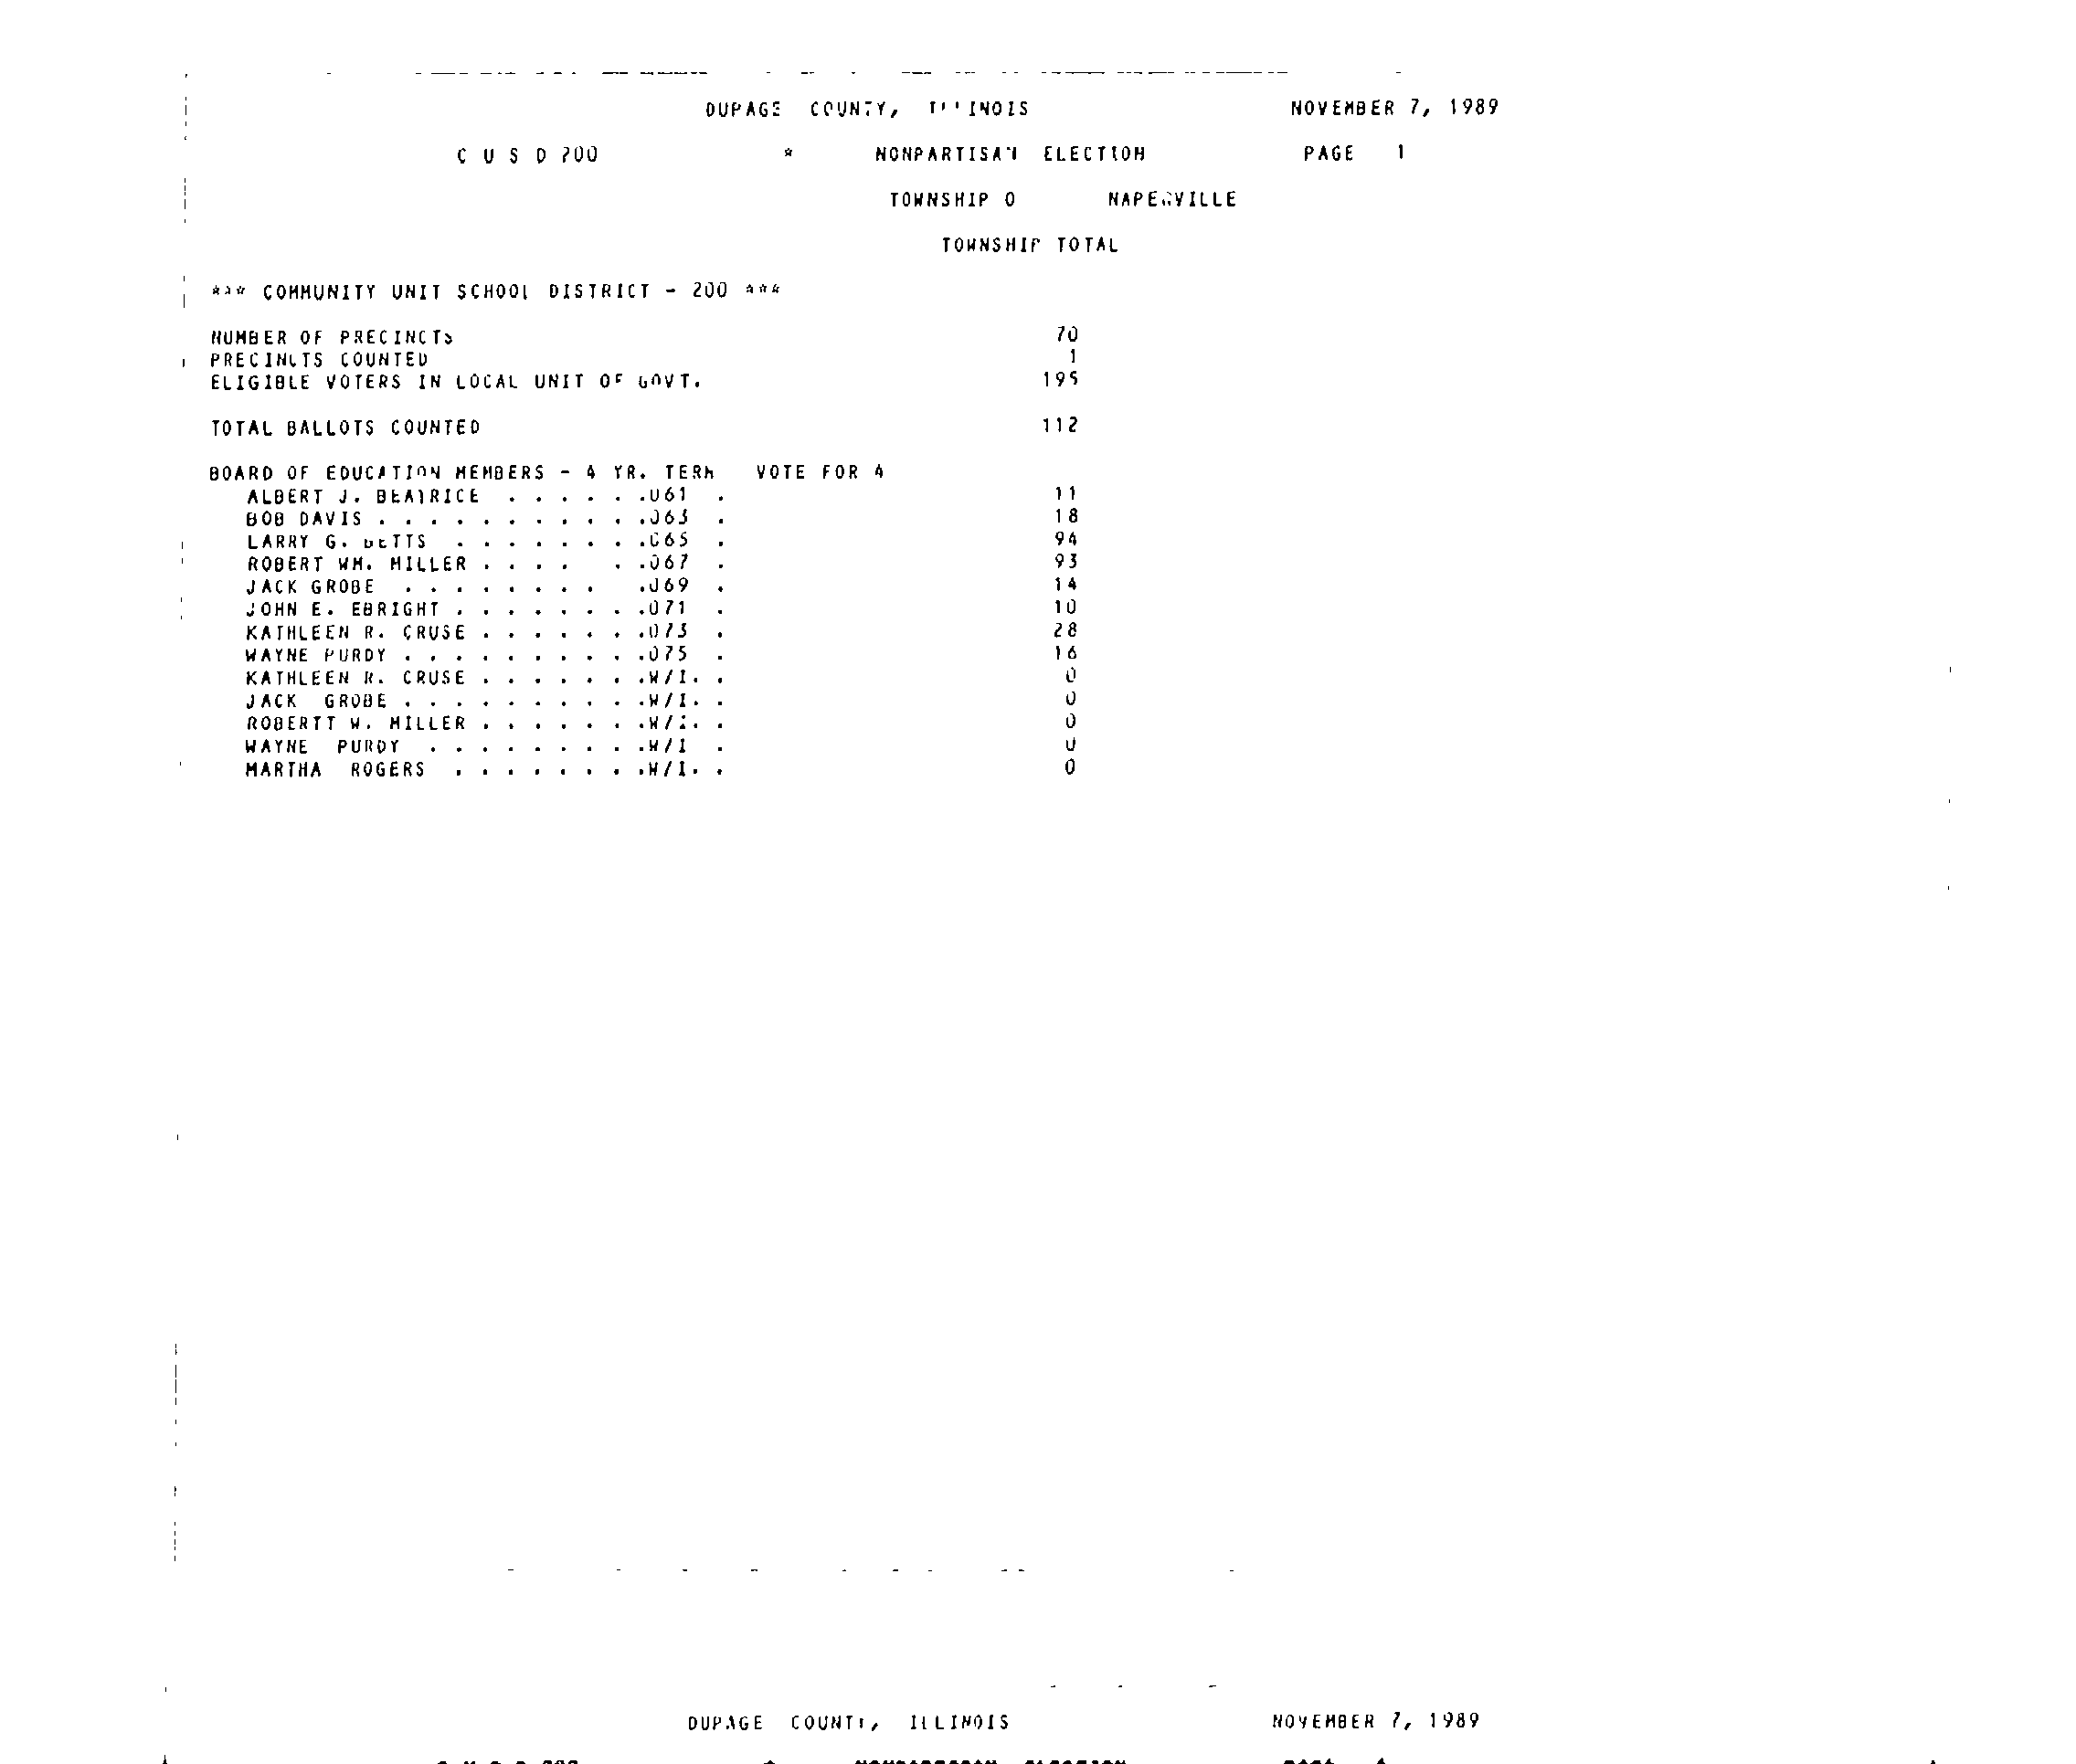 DUPAGE COUNTY, ILLINOIS NOVEMBER 7, 1989
C U S D 200 * NONPARTISAN ELECTION PAGE 1
TOWNSHIP 0 NAPERVILLE
TOWNSHIP TOTAL
*** COMMUNITY UNIT SCHOOL DISTRICT - 200 ***
NUMBER OF PRECINCTS 70
PRECINCTS COUNTED 1
ELIGIBLE VOTERS IN LOCAL UNIT OF GOVT. 195
TOTAL BALLOTS COUNTED 112
BOARD OF EDUCATION MEMBERS - 4 YR. TERM VOTE FOR 4
ALBERT J. BEATRICE . . . . . .061 . 11
BOB DAVIS . . . . . . . . . . .063 . 18
LARRY G. BETTS . . . . . . . .065 . 94
ROBERT WM. MILLER . . . . . .067 . 93
JACK GROBE . . . . . . . . .069 . 14
JOHN E. EBRIGHT . . . . . . . .071 . 10
KATHLEEN R. CRUSE . . . . . . .073 . 28
WAYNE PURDY . . . . . . . . . .075 . 16
KATHLEEN R. CRUSE . . . . . . .W/I. . 0
JACK GROBE . . . . . . . . . .W/I. . 0
ROBERTT W. MILLER . . . . . . .W/I. . 0
WAYNE PURDY . . . . . . . . .W/I . 0
MARTHA ROGERS . . . . . . . .W/I. . 0
DUPAGE COUNTY, ILLINOIS NOVEMBER 7, 1989